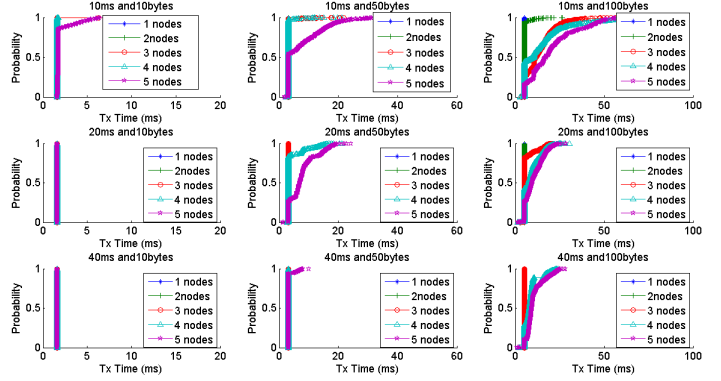 10ms and10bytes
10ms and50bytes
10ms and100bytes
1
0.5
0
Probability
1 nodes
2nodes
3 nodes
4 nodes
5 nodes
0 5 10 15 20
Tx Time (ms)
1
0.5
0
Probability
1 nodes
2nodes
3 nodes
4 nodes
5 nodes
0 20 40 60
Tx Time (ms)
1
0.5
0
Probability
1 nodes
2nodes
3 nodes
4 nodes
5 nodes
0 50 100
Tx Time (ms)
20ms and10bytes
20ms and50bytes
20ms and100bytes
1
0.5
0
Probability
1 nodes
2nodes
3 nodes
4 nodes
5 nodes
0 5 10 15 20
Tx Time (ms)
1
0.5
0
Probability
1 nodes
2nodes
3 nodes
4 nodes
5 nodes
0 20 40 60
Tx Time (ms)
1
0.5
0
Probability
1 nodes
2nodes
3 nodes
4 nodes
5 nodes
0 50 100
Tx Time (ms)
40ms and10bytes
40ms and50bytes
40ms and100bytes
1
0.5
0
Probability
1 nodes
2nodes
3 nodes
4 nodes
5 nodes
0 5 10 15 20
Tx Time (ms)
1
0.5
0
Probability
1 nodes
2nodes
3 nodes
4 nodes
5 nodes
0 20 40 60
Tx Time (ms)
1
0.5
0
Probability
1 nodes
2nodes
3 nodes
4 nodes
5 nodes
0 50 100
Tx Time (ms)